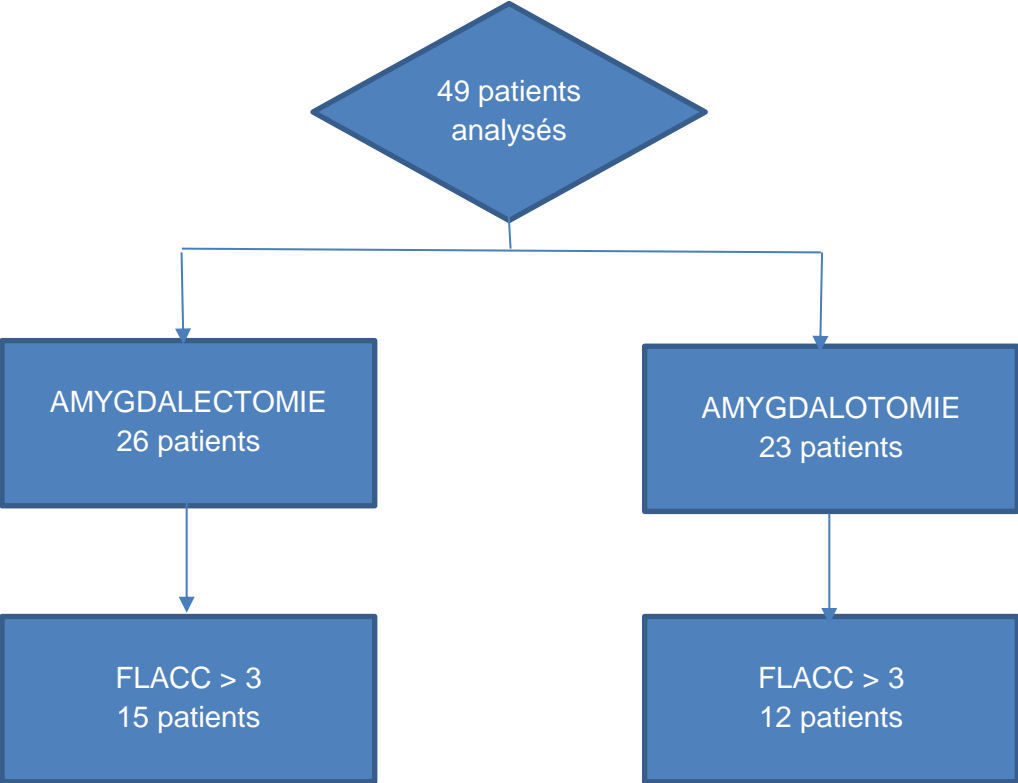 49 patients
analysés
AMYGDALECTOMIE
26 patients
AMYGDALOTOMIE
23 patients
FLACC > 3
15 patients
FLACC > 3
12 patients